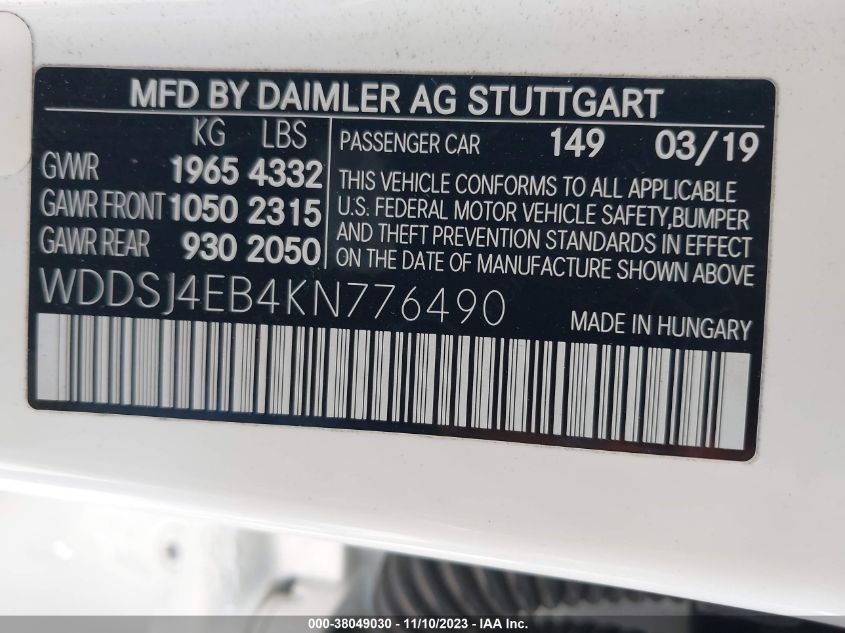 MFD BY DAIMLER AG STUTTGART
KG LBS
GVWR 1965 4332
GAWR FRONT 1050 2315
GAWR REAR 930 2050
PASSENGER CAR 149 03/19
THIS VEHICLE CONFORMS TO ALL APPLICABLE
U.S. FEDERAL MOTOR VEHICLE SAFETY,BUMPER
AND THEFT PREVENTION STANDARDS IN EFFECT
ON THE DATE OF MANUFACTURE SHOWN ABOVE
WDDSJ4EB4KN776490
MADE IN HUNGARY
000-38049030 - 11/10/2023 - IAA Inc.